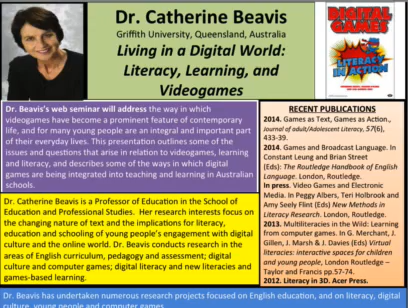 Dr. Catherine Beavis
Griffith University, Queensland, Australia
Living in a Digital World:
Literacy, Learning, and
Videogames
DIGITAL
GAMES
LITERACY
IN ACTION
Dr. Beavis's web seminar will address the way in which
videogames have become a prominent feature of contemporary
life, and for many young people are an integral and important part
of their everyday lives. This presentation outlines some of the
issues and questions that arise in relation to videogames, learning
and literacy, and describes some of the ways in which digital
games are being integrated into teaching and learning in Australian
schools.
Dr. Catherine Beavis is a Professor of Education in the School of
Education and Professional Studies. Her research interests focus on
the changing nature of text and the implications for literacy,
education and schooling of young people's engagement with digital
culture and the online world. Dr. Beavis conducts research in the
areas of English curriculum, pedagogy and assessment; digital
culture and computer games; digital literacy and new literacies and
games-based learning.
RECENT PUBLICATIONS
2014. Games as Text, Games as Action.,
Journal of adult/Adolescent Literacy, 57(6),
433-39.
2014. Games and Broadcast Language. In
Constant Leung and Brian Street
(Eds): The Routledge Handbook of English
Language. London, Routledge.
In press. Video Games and Electronic
Media. In Peggy Albers, Teri Holbrook and
Amy Seely Flint (Eds) New Methods in
Literacy Research. London, Routledge.
2013. Multiliteracies in the Wild: Learning
from computer games. In G. Merchant, J.
Gillen, J. Marsh & J. Davies (Eds) Virtual
literacies: interactive spaces for children
and young people, London Routledge –
Taylor and Francis pp.57-74.
2012. Literacy in 3D. Acer Press.
Dr. Beavis has undertaken numerous research projects focused on English education, and on literacy, digital
culture, young people and computer games.